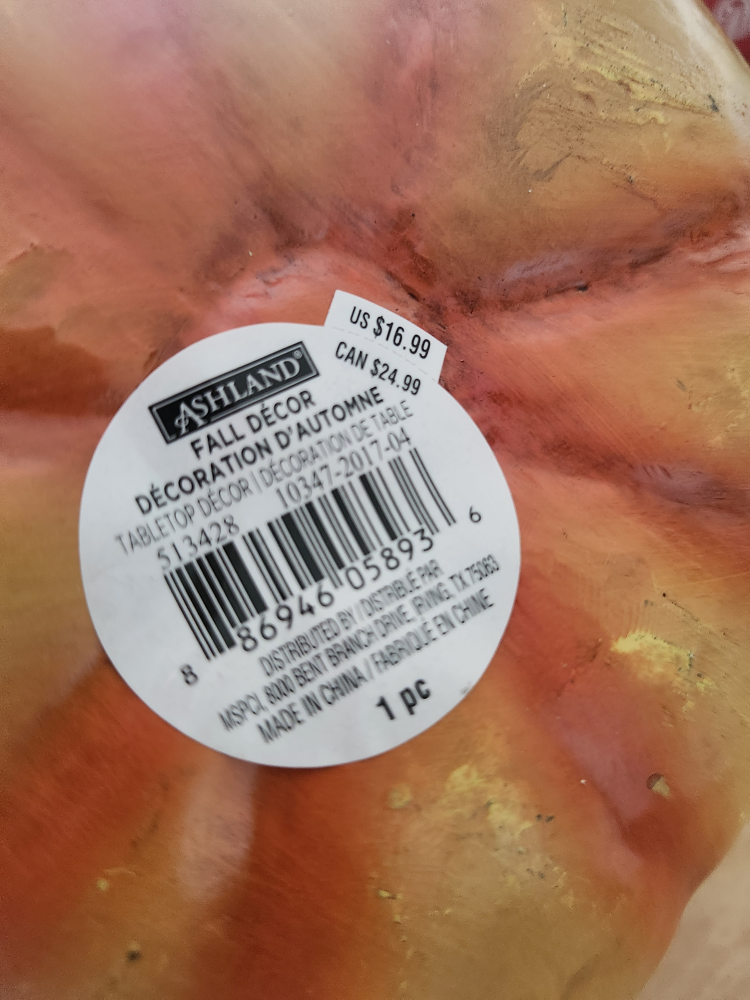 US $16.99
CAN $24.99
ASHLAND®
FALL DÉCOR
DÉCORATION D'AUTOMNE
TABLETOP DÉCOR | DÉCORATION DE TABLE
513428 10347-2017-04
8 86946 05893 6
DISTRIBUTED BY / DISTRIBUÉ PAR
MSPCI, 8000 BENT BRANCH DRIVE, IRVING, TX 75063
MADE IN CHINA / FABRIQUÉ EN CHINE
1 pc